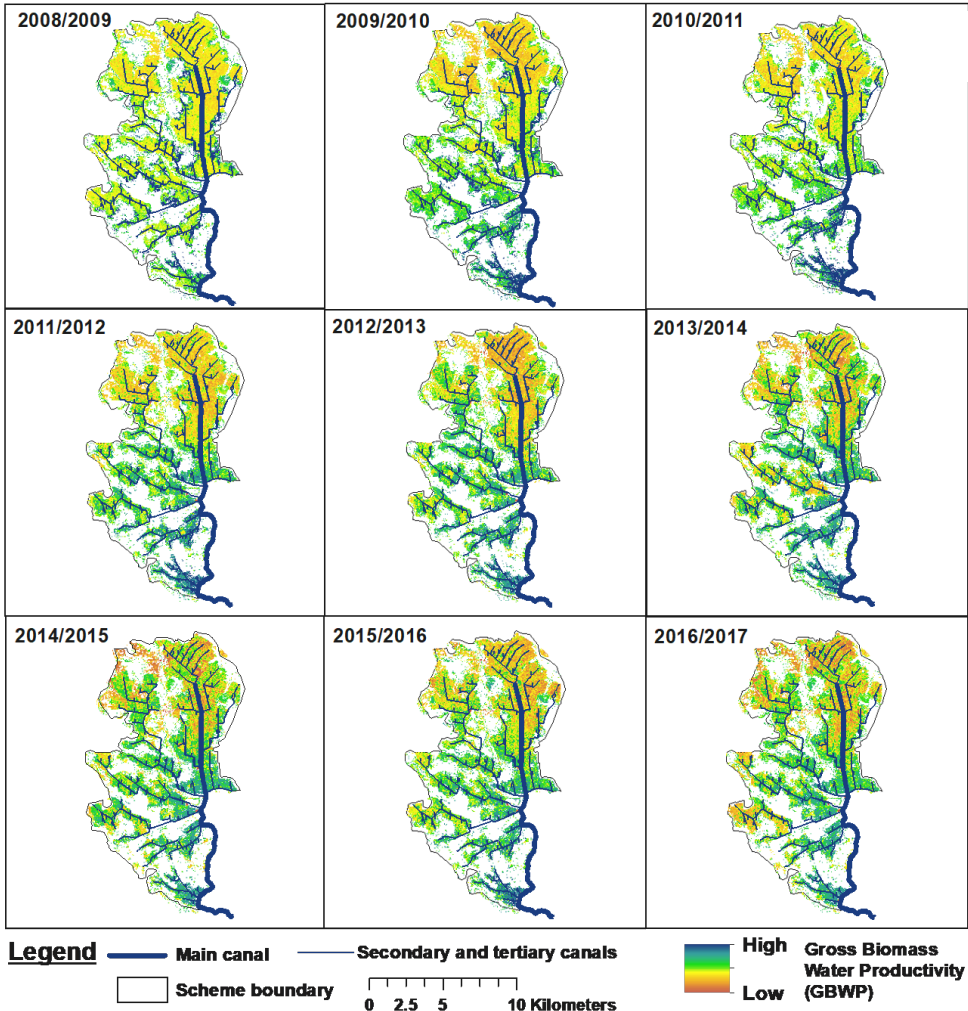 2008/2009
2009/2010
2010/2011
2011/2012
2012/2013
2013/2014
2014/2015
2015/2016
2016/2017
Legend
Main canal
Secondary and tertiary canals
Scheme boundary
0 2.5 5 10 Kilometers
High
Low
Gross Biomass
Water Productivity
(GBWP)